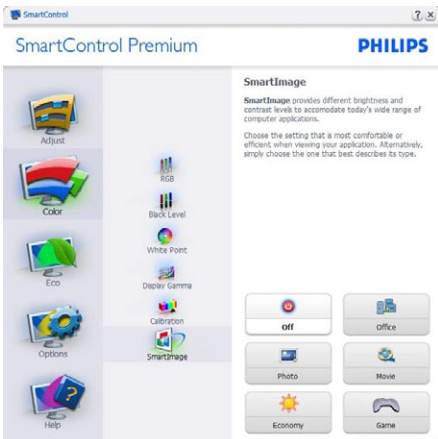 SmartControl
SmartControl Premium
PHILIPS
Adjust
Color
Eco
Options
Help
RGB
Black Level
White Point
Display Gamma
Calibration
SmartImage
SmartImage
SmartImage provides different brightness and
contrast levels to accomodate today's wide range of
computer applications.
Choose the setting that is most comfortable or
efficient when viewing your application. Alternatively,
simply choose the one that best describes its type.
Off
Office
Photo
Movie
Economy
Game